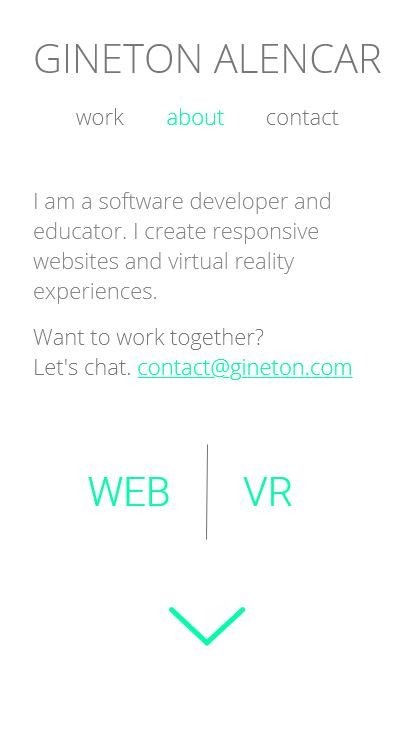 GINETON ALENCAR
work about contact
I am a software developer and
educator. I create responsive
websites and virtual reality
experiences.
Want to work together?
Let's chat. contact@gineton.com
WEB VR